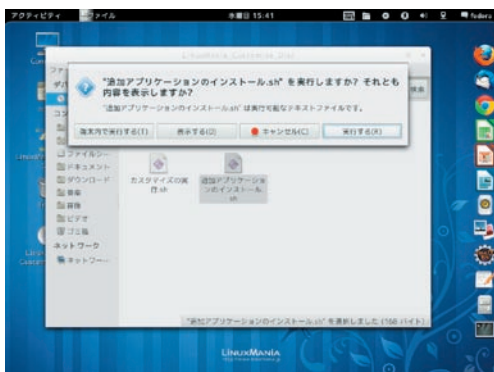 アクティビティ
ファイル
水曜日 15:41
fedora
LinuxMania Customize Disc
"追加アプリケーションのインストール.sh" を実行しますか? それとも
内容を表示しますか?
"追加アプリケーションのインストール.sh" は実行可能なテキストファイルです。
端末内で実行する(T)
表示する(D)
キャンセル(C)
実行する(R)
検索
ファイルシー
ドキュメント
ダウンロード
音楽
画像
ビデオ
ゴミ箱
ネットワーク
ネットワー…
カスタマイズの実
行.sh
追加アプリケーショ
ンのインストール.
sh
"追加アプリケーションのインストール.sh" を選択しました (168 バイト)
LINUXMANIA